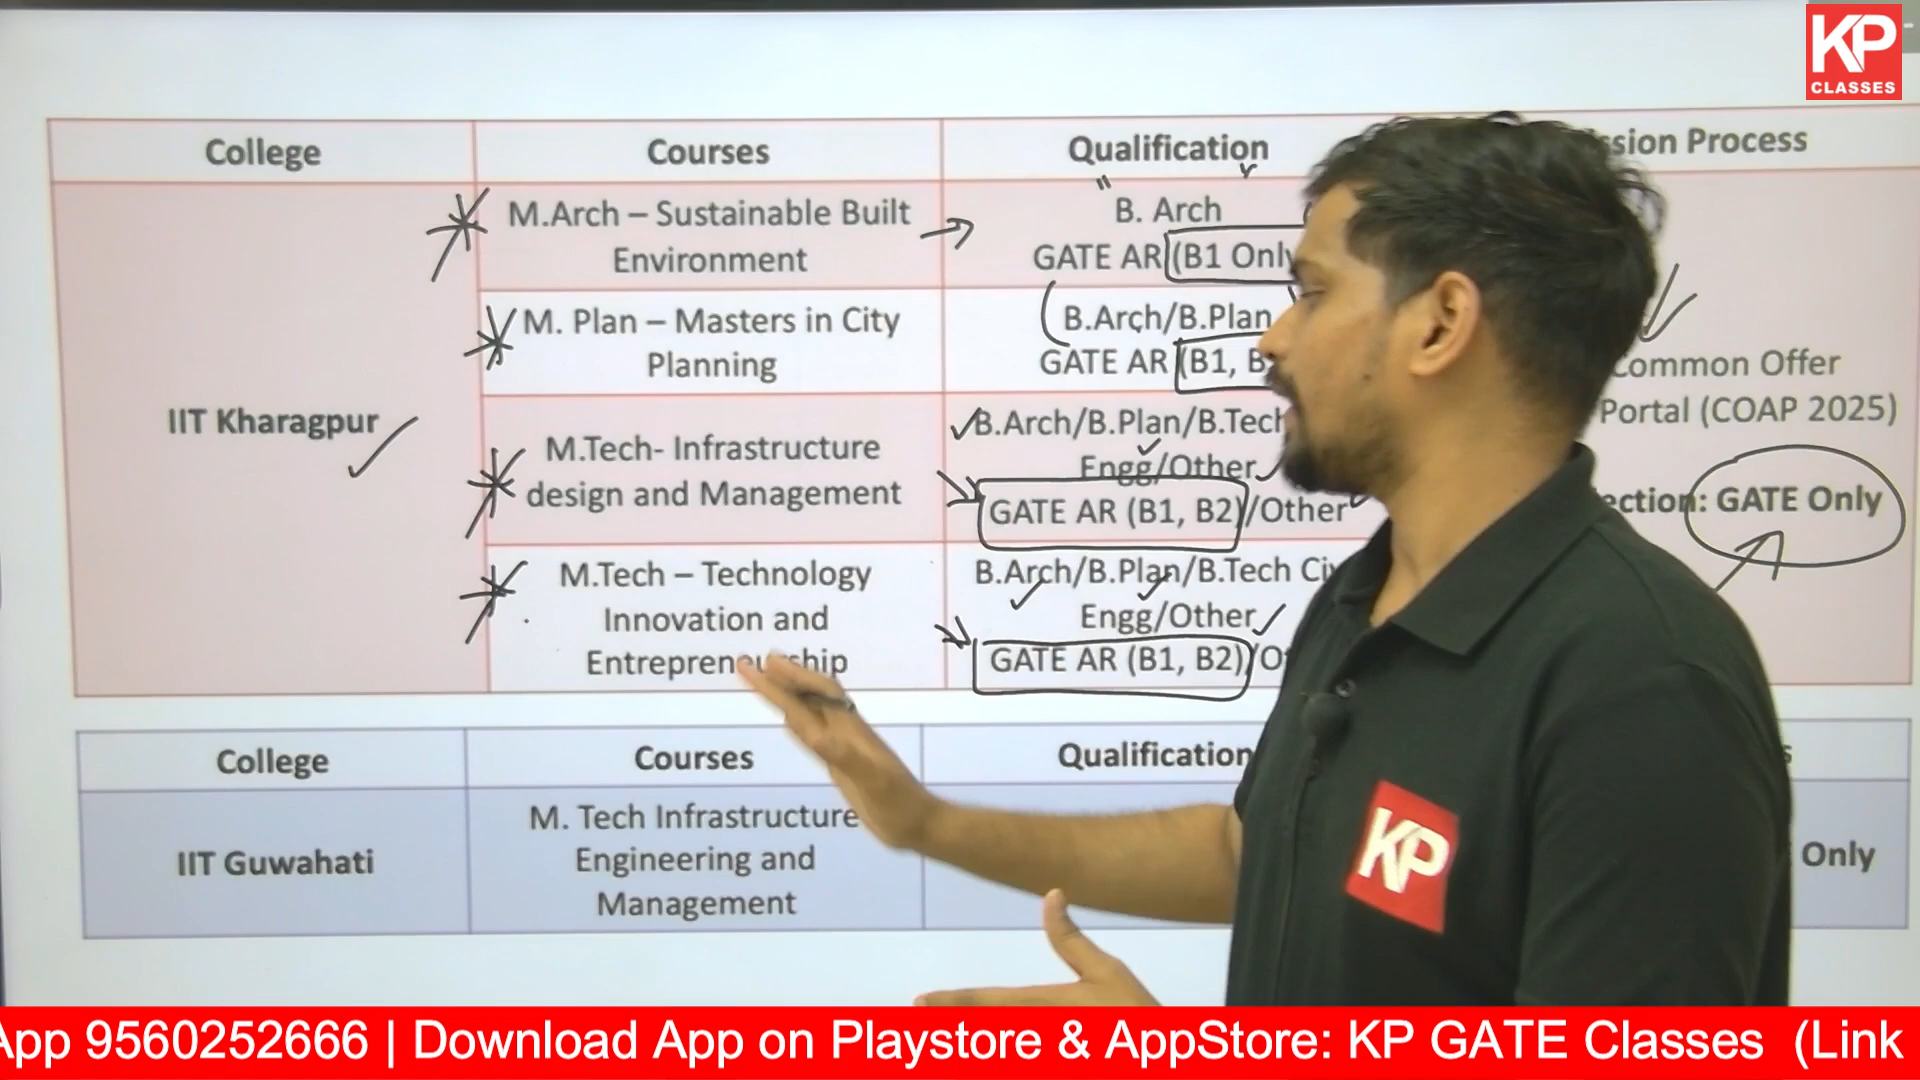 KP
CLASSES
College Courses Qualification Process
IIT Kharagpur
M.Arch – Sustainable Built
Environment
B. Arch
GATE AR (B1 Only
M. Plan – Masters in City
Planning
B.Arch/B.Plan
GATE AR (B1,
M.Tech- Infrastructure
design and Management
B.Arch/B.Plan/B.Tech
Engg/Other
GATE AR (B1, B2)/Other
M.Tech – Technology
Innovation and
Entrepreneurship
B.Arch/B.Plan/B.Tech
Engg/Other
GATE AR (B1, B2)/
Common Offer
Portal (COAP 2025)
GATE Only
College Courses Qualification
IIT Guwahati
M. Tech Infrastructure
Engineering and
Management
Only
KP
App 9560252666 | Download App on Playstore & AppStore: KP GATE Classes (Link